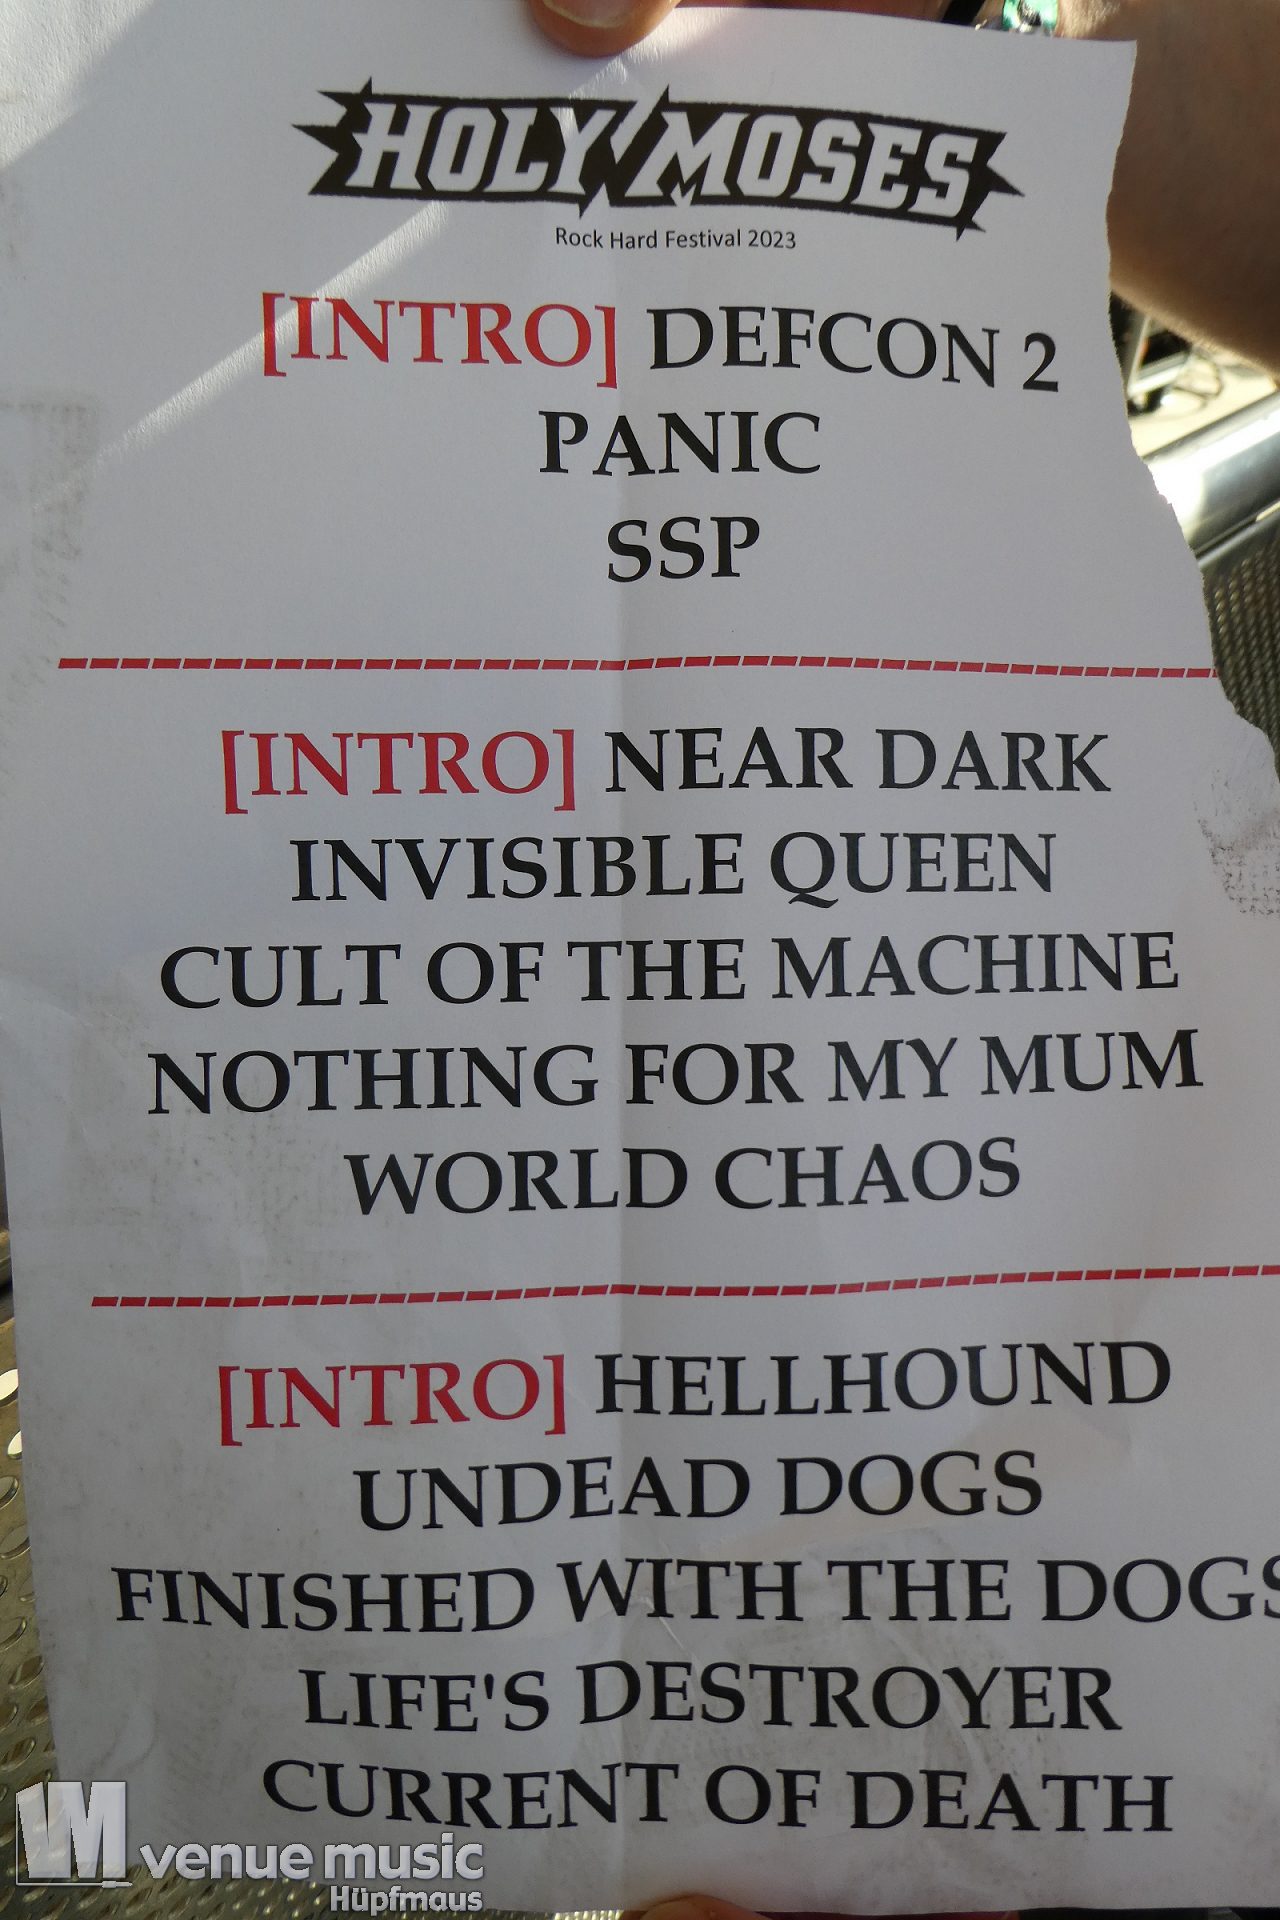 HOLY MOSES
Rock Hard Festival 2023
[INTRO] DEFCON 2
PANIC
SSP
[INTRO] NEAR DARK
INVISIBLE QUEEN
CULT OF THE MACHINE
NOTHING FOR MY MUM
WORLD CHAOS
[INTRO] HELLHOUND
UNDEAD DOGS
FINISHED WITH THE DOGS
LIFE'S DESTROYER
CURRENT OF DEATH
VM venue music
Hüpfmaus